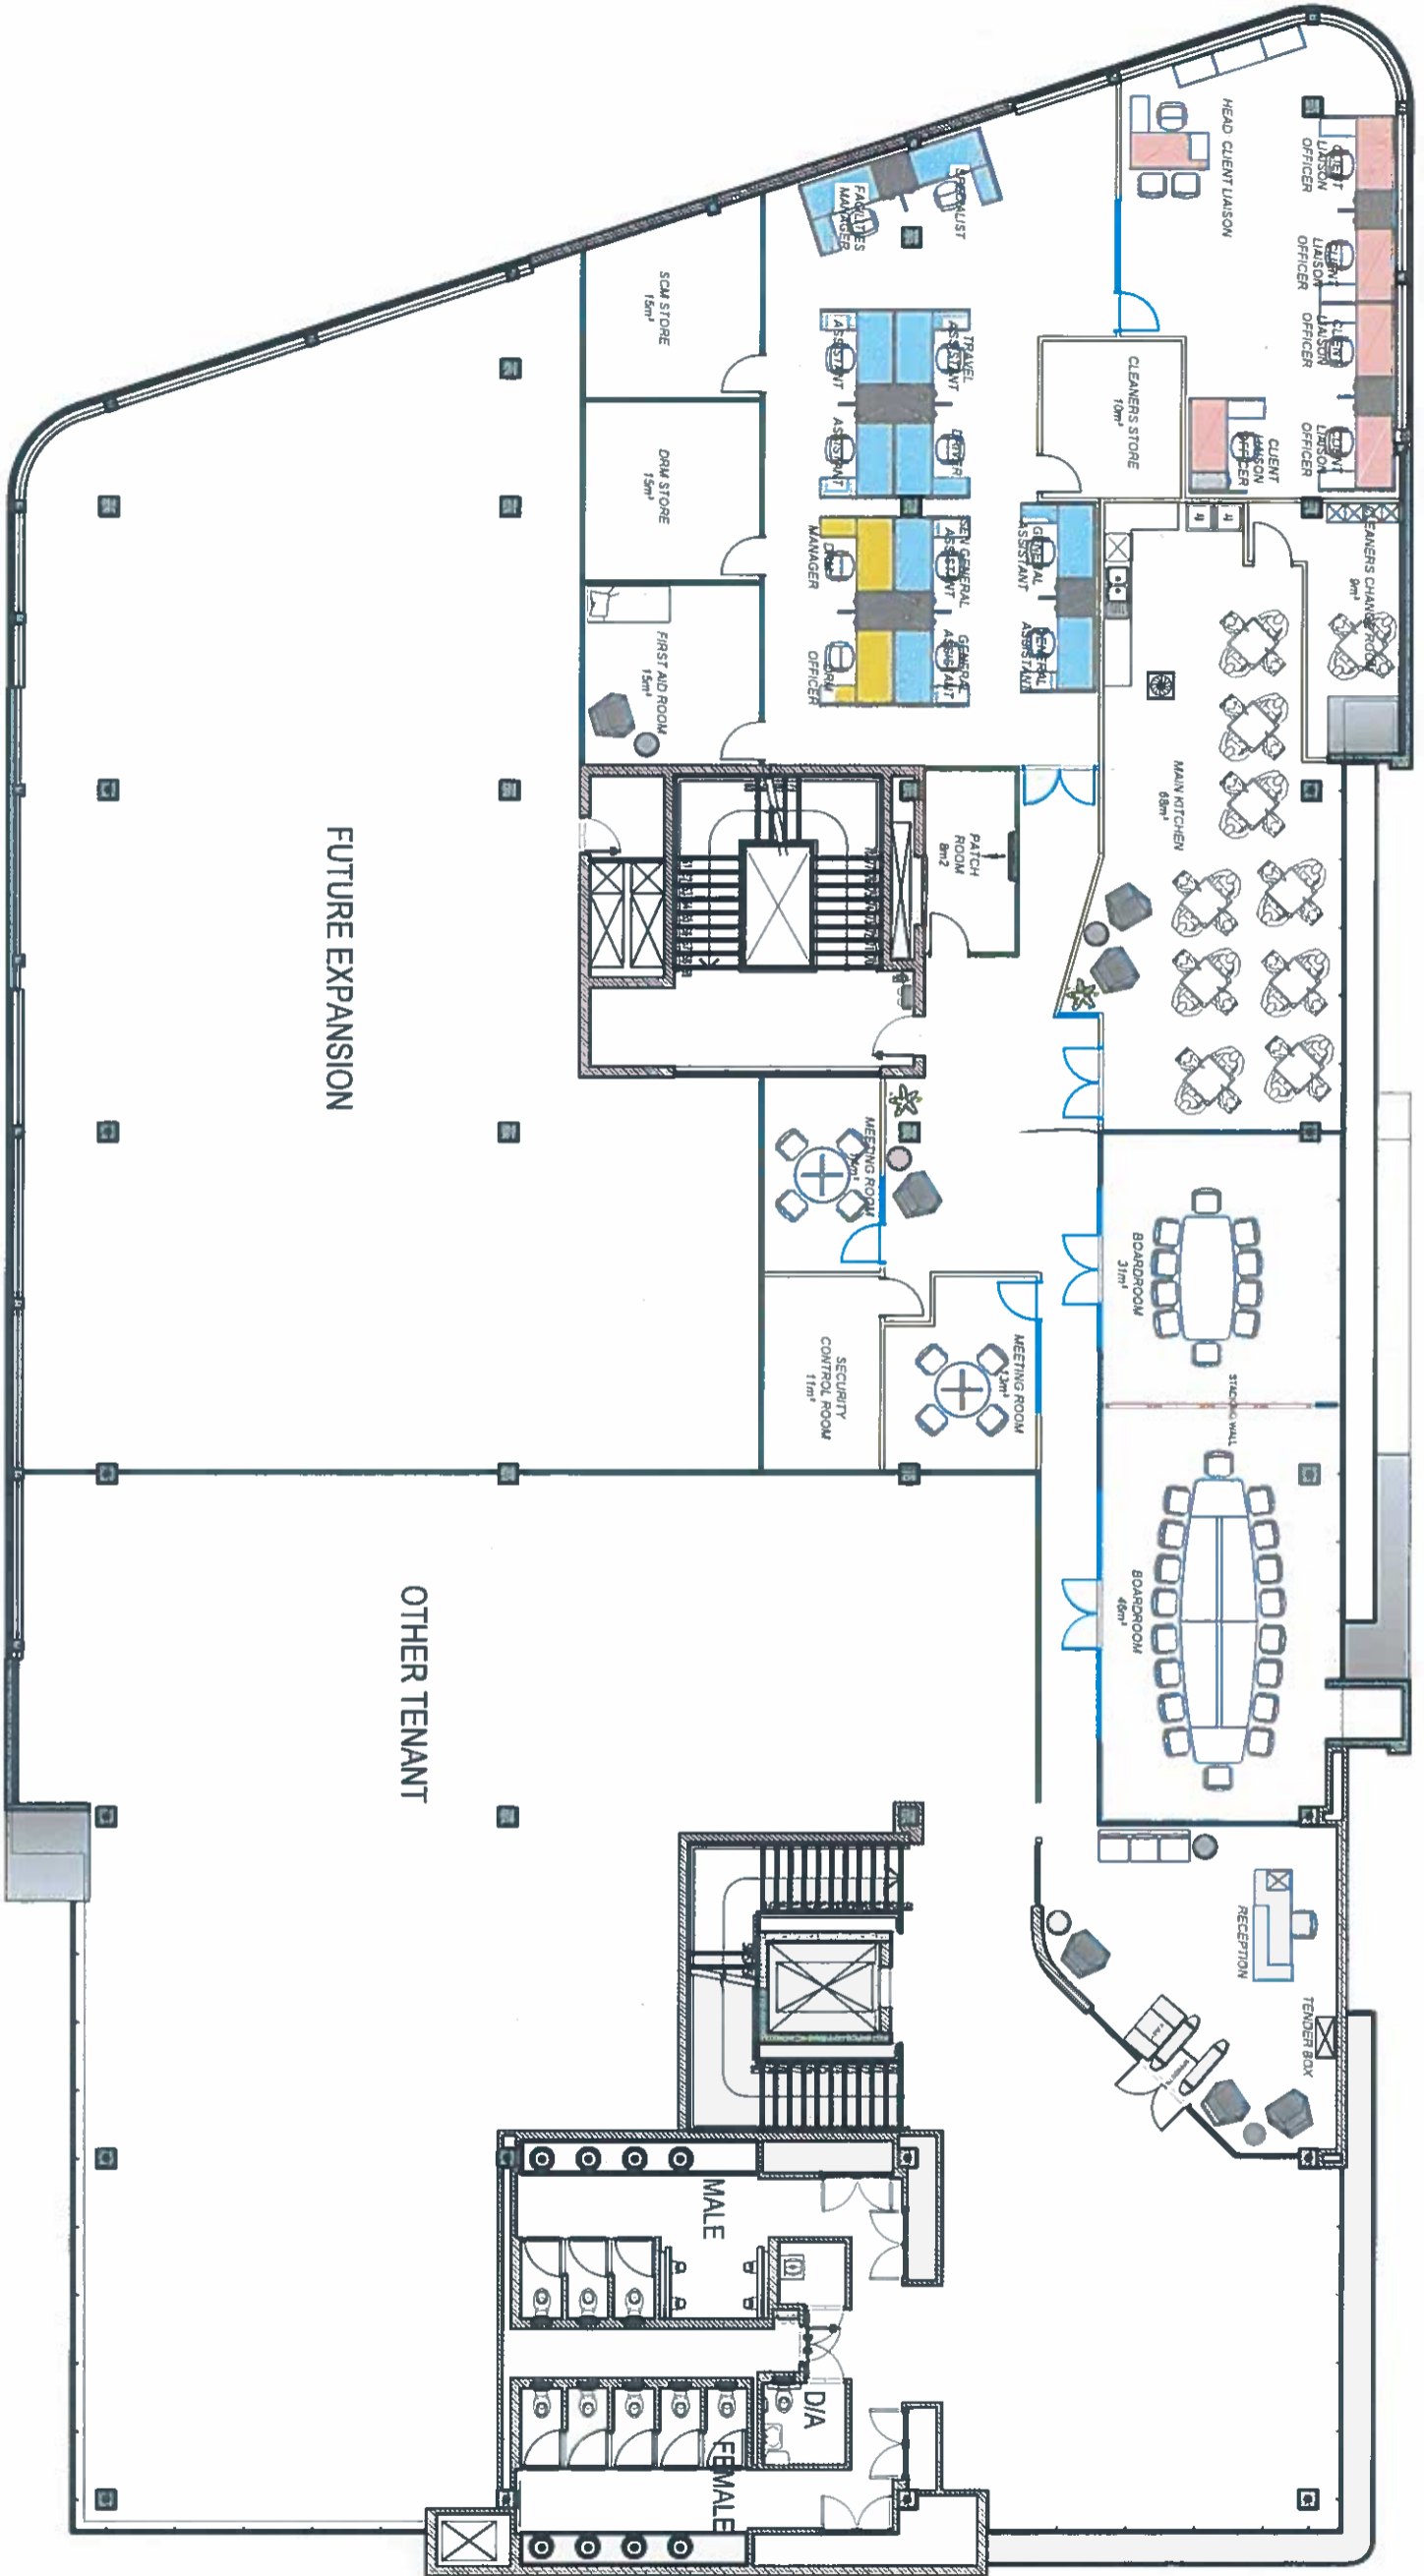 HEAD CLIENT LIAISON
CLIENT
LIAISON
OFFICER
CLIENT
LIAISON
OFFICER
CLIENT
LIAISON
OFFICER
CLIENT
LIAISON
OFFICER
CLIENT
LIAISON
OFFICER
SPECIALIST
FACILITIES
MANAGER
SCM STORE
15m²
TRAVEL
ASSISTANT
ASSISTANT
DRIVER
ASSISTANT
CLEANERS STORE
10m²
DRM STORE
15m²
SEN GENERAL
ASSISTANT
DRM
MANAGER
GENERAL
ASSISTANT
DRM
OFFICER
GENERAL
ASSISTANT
GENERAL
ASSISTANT
CLEANERS CHANGE ROOM
9m²
FIRST AID ROOM
15m²
MAIN KITCHEN
68m²
PATCH
ROOM
8m2
FUTURE EXPANSION
MEETING ROOM
14m²
BOARDROOM
31m²
MEETING ROOM
13m²
SECURITY
CONTROL ROOM
11m²
STACKING WALL
BOARDROOM
46m²
OTHER TENANT
RECEPTION
TENDER BOX
MALE
D/A
FEMALE